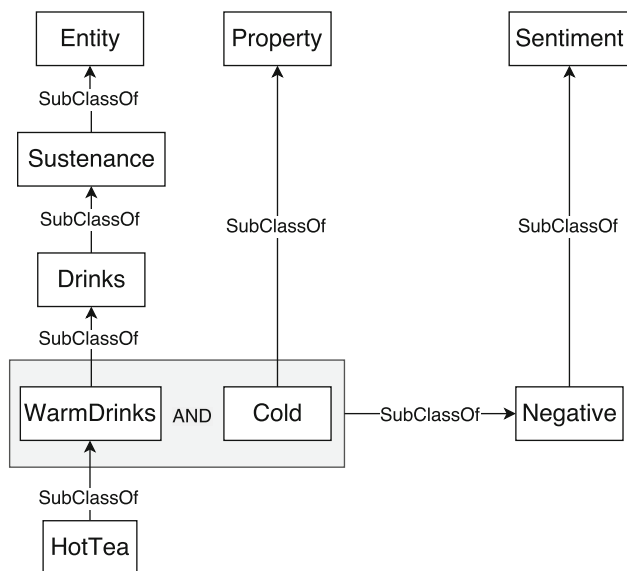 Entity
Property
Sentiment
SubClassOf
Sustenance
SubClassOf
SubClassOf
SubClassOf
Drinks
SubClassOf
WarmDrinks
AND
Cold
SubClassOf
Negative
SubClassOf
HotTea